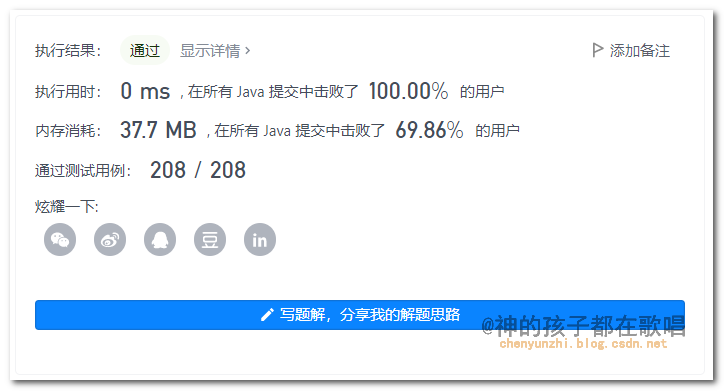 执行结果： 通过 显示详情 › 添加备注
执行用时： 0 ms , 在所有 Java 提交中击败了 100.00% 的用户
内存消耗： 37.7 MB , 在所有 Java 提交中击败了 69.86% 的用户
通过测试用例： 208 / 208
炫耀一下:
豆 in
写题解，分享我的解题思路
@神的孩子都在歌唱
chenyunzhi.blog.csdn.net